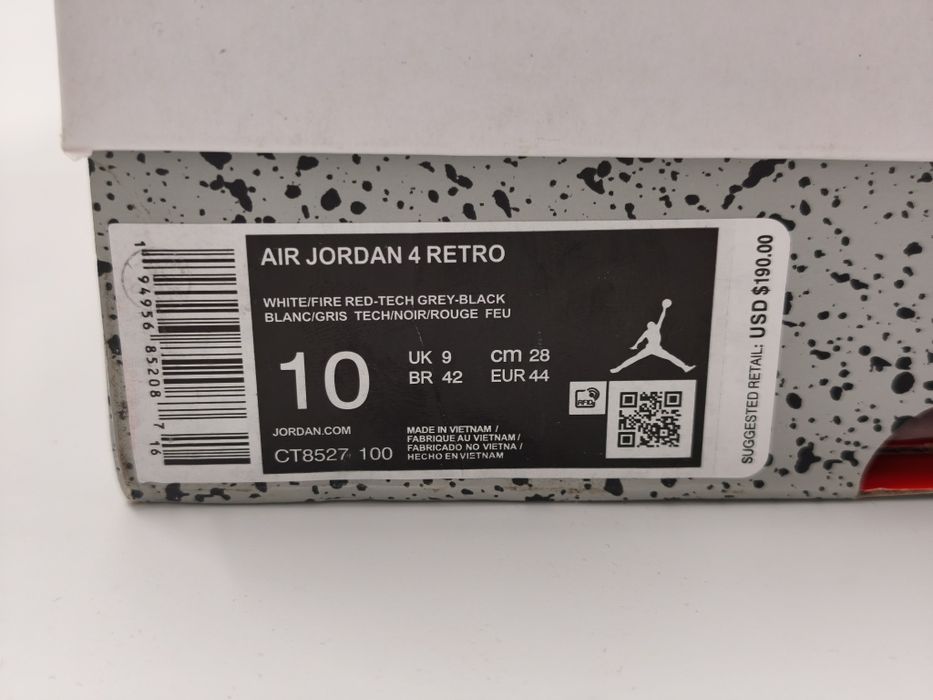 AIR JORDAN 4 RETRO
WHITE/FIRE RED-TECH GREY-BLACK
BLANC/GRIS TECH/NOIR/ROUGE FEU
10
UK 9
cm 28
BR 42
EUR 44
JORDAN.COM
CT8527 100
MADE IN VIETNAM /
FABRIQUE AU VIETNAM /
FABRICADO NO VIETNA /
HECHO EN VIETNAM
RFID
1 94956 85208 7 16
SUGGESTED RETAIL: USD $190.00